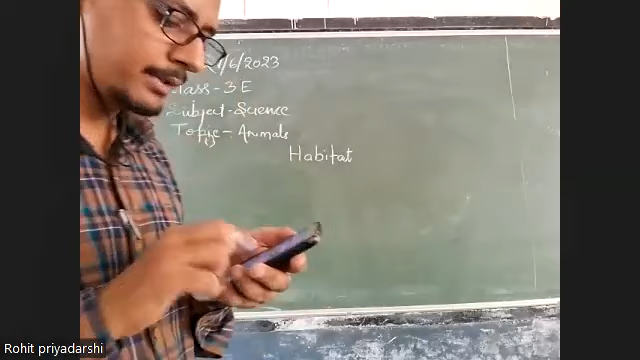 /6/2023
class - 3 E
Subject - Science
Topic - Animals
Habitat
Rohit priyadarshi